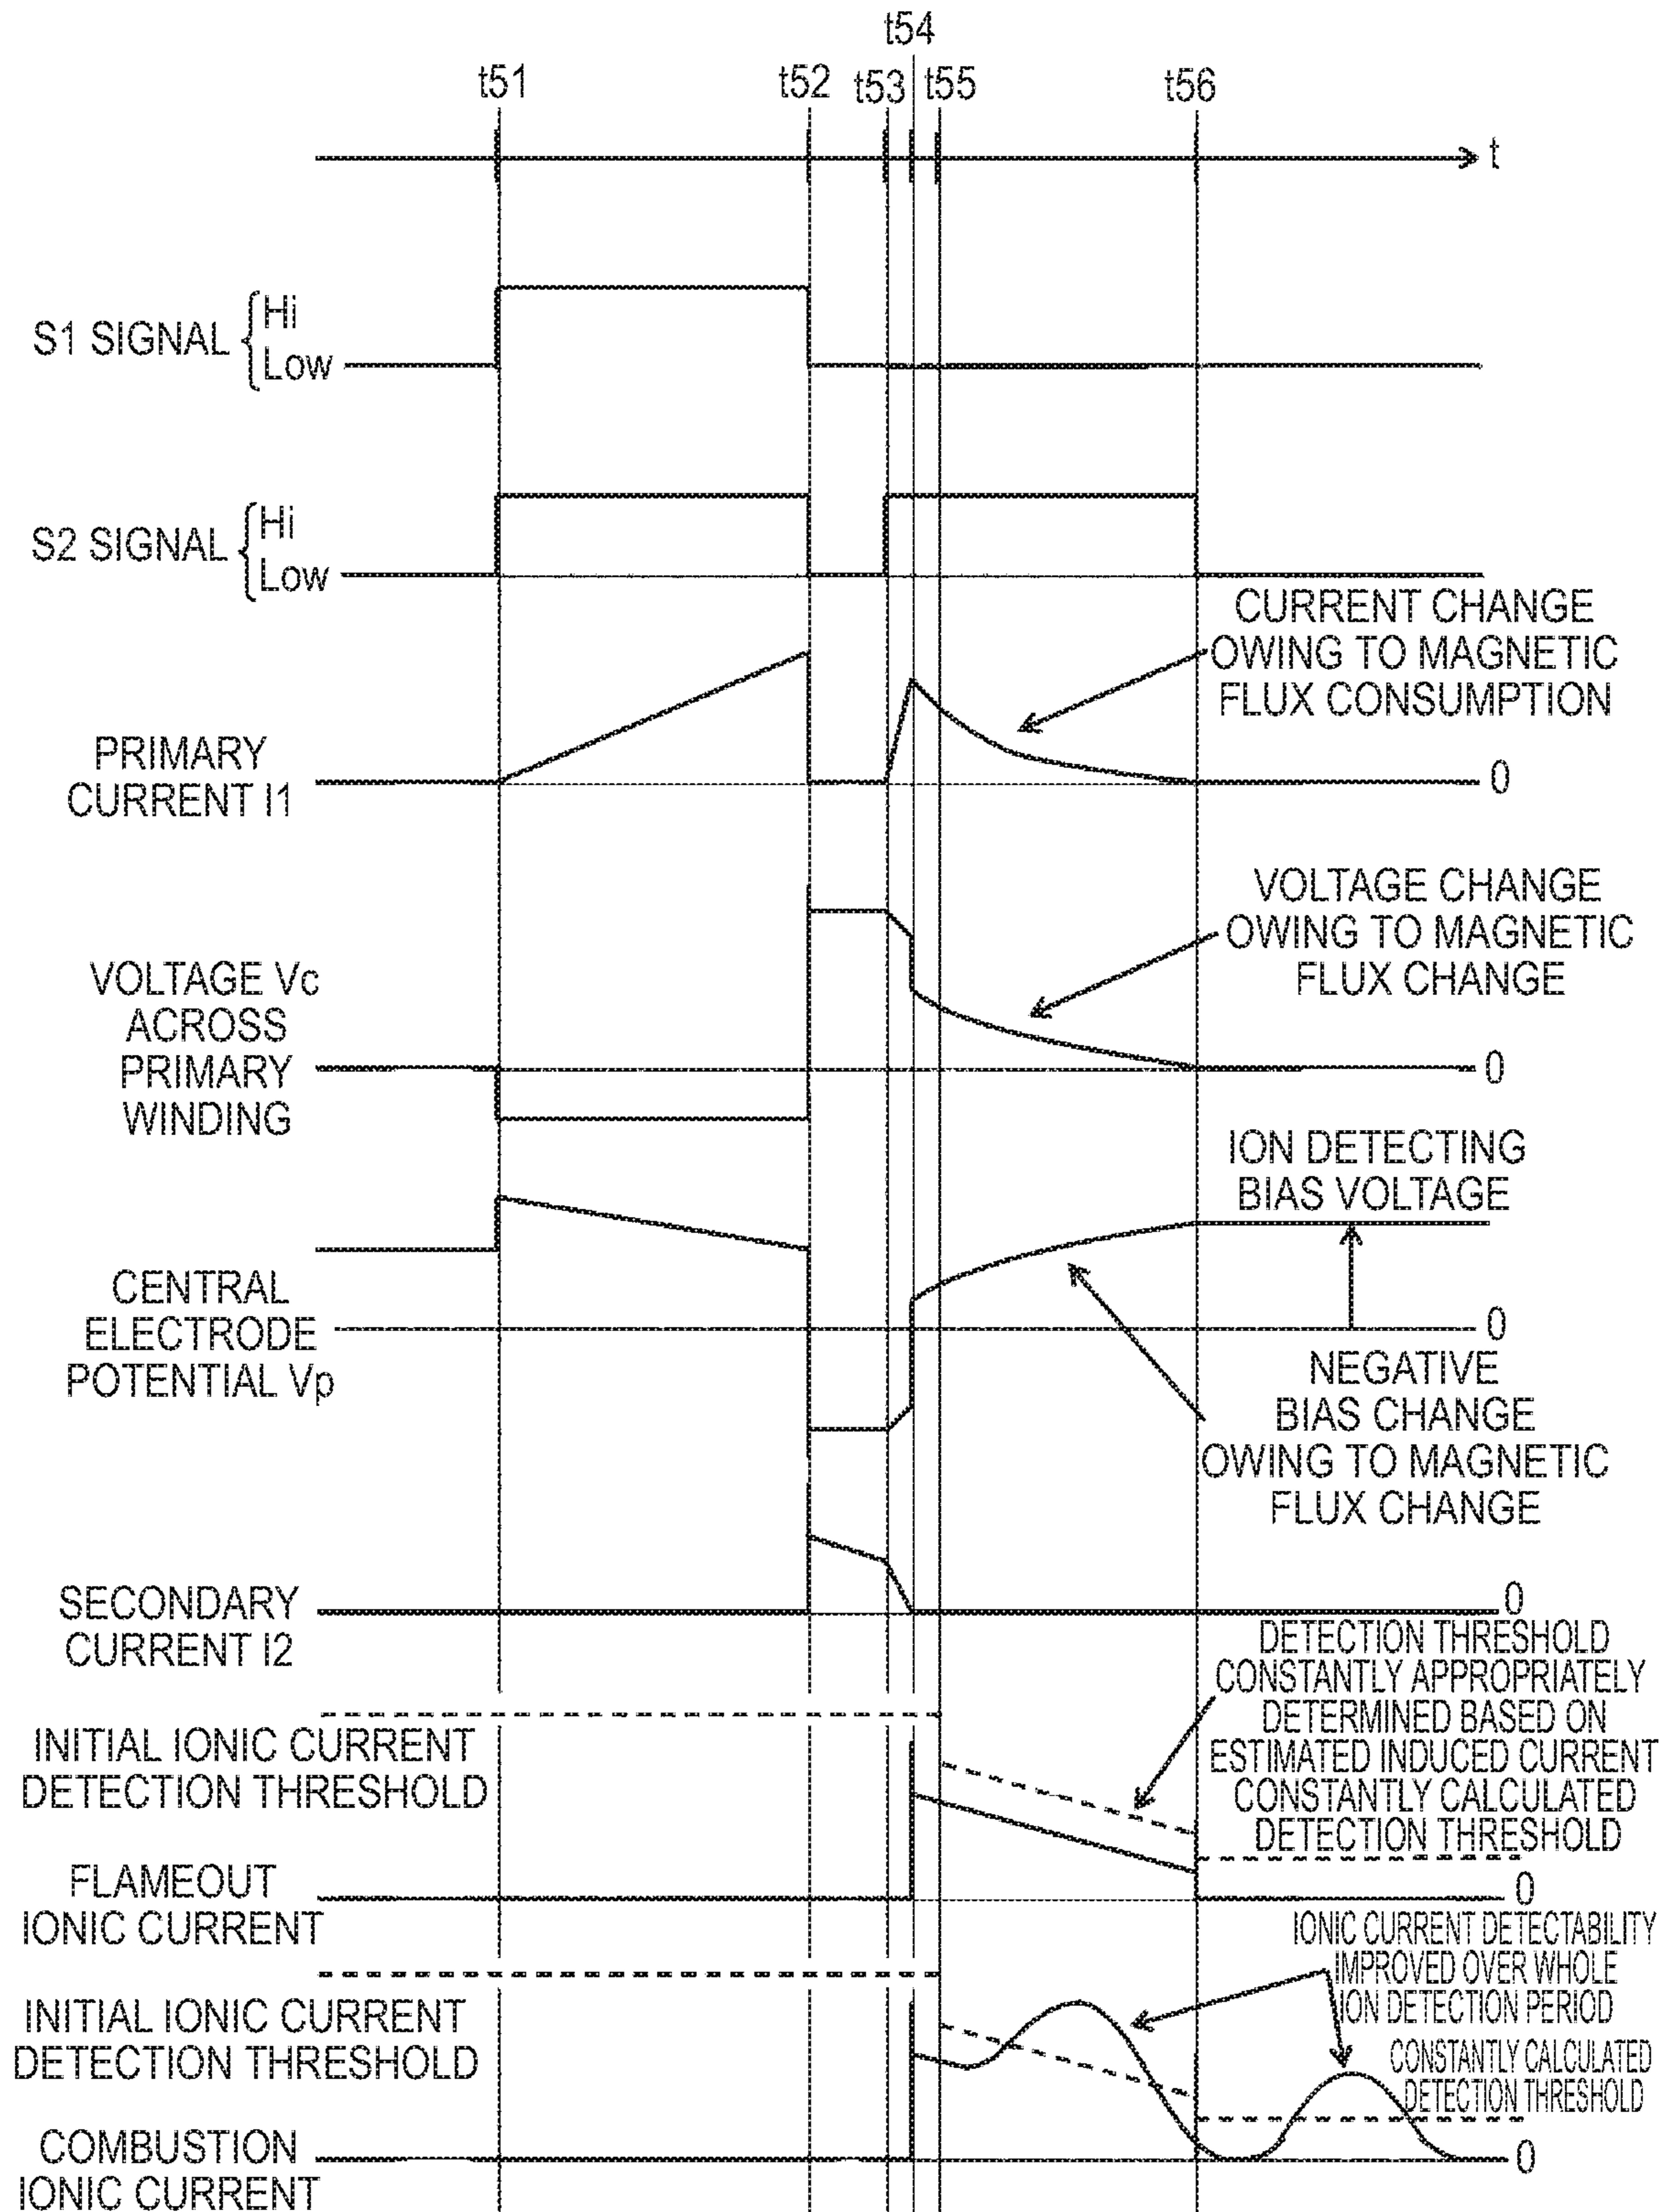 t54
t51
t52
t53
t55
t56
t
S1 SIGNAL
Hi
Low
S2 SIGNAL
Hi
Low
CURRENT CHANGE
OWING TO MAGNETIC
FLUX CONSUMPTION
PRIMARY
CURRENT I1
0
VOLTAGE CHANGE
OWING TO MAGNETIC
FLUX CHANGE
VOLTAGE Vc
ACROSS
PRIMARY
WINDING
0
ION DETECTING
BIAS VOLTAGE
CENTRAL
ELECTRODE
POTENTIAL Vp
0
NEGATIVE
BIAS CHANGE
OWING TO MAGNETIC
FLUX CHANGE
SECONDARY
CURRENT I2
0
DETECTION THRESHOLD
CONSTANTLY APPROPRIATELY
DETERMINED BASED ON
ESTIMATED INDUCED CURRENT
CONSTANTLY CALCULATED
DETECTION THRESHOLD
INITIAL IONIC CURRENT
DETECTION THRESHOLD
FLAMEOUT
IONIC CURRENT
0
IONIC CURRENT DETECTABILITY
IMPROVED OVER WHOLE
ION DETECTION PERIOD
INITIAL IONIC CURRENT
DETECTION THRESHOLD
CONSTANTLY CALCULATED
DETECTION THRESHOLD
COMBUSTION
IONIC CURRENT
0